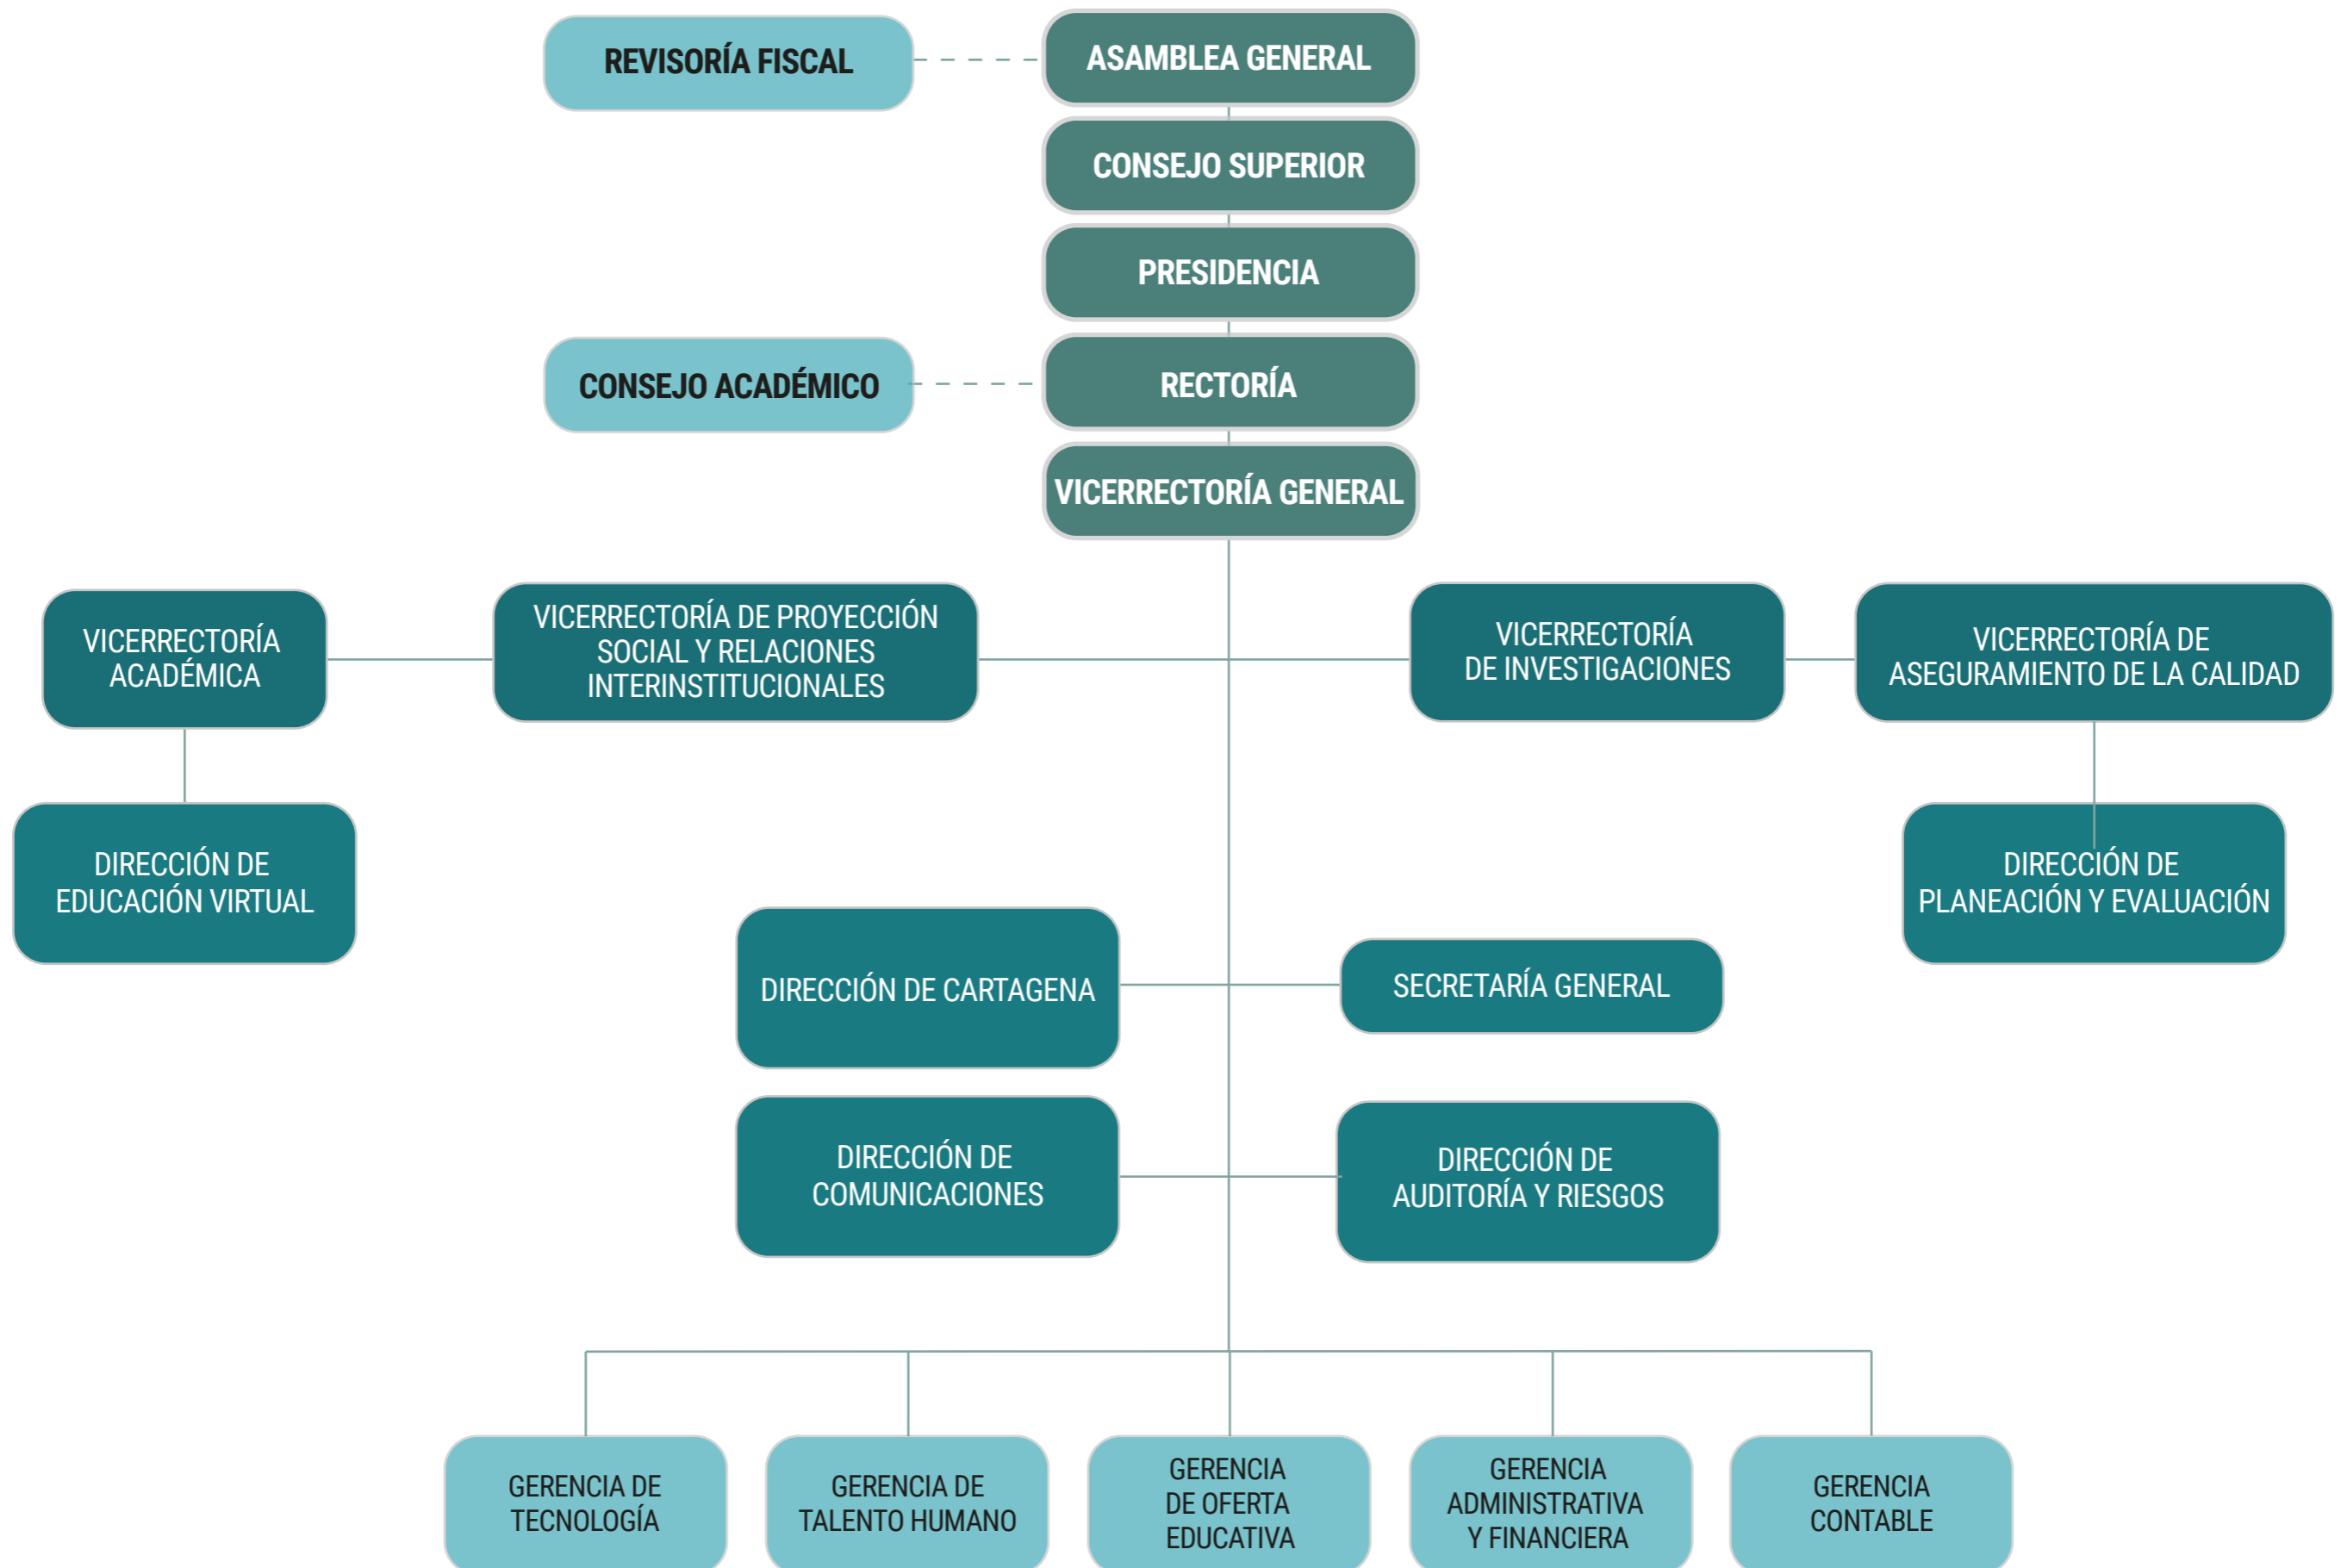 REVISORÍA FISCAL
ASAMBLEA GENERAL
CONSEJO SUPERIOR
PRESIDENCIA
CONSEJO ACADÉMICO
RECTORÍA
VICERRECTORÍA GENERAL
VICERRECTORÍA
ACADÉMICA
VICERRECTORÍA DE PROYECCIÓN
SOCIAL Y RELACIONES
INTERINSTITUCIONALES
VICERRECTORÍA
DE INVESTIGACIONES
VICERRECTORÍA DE
ASEGURAMIENTO DE LA CALIDAD
DIRECCIÓN DE
EDUCACIÓN VIRTUAL
DIRECCIÓN DE
PLANEACIÓN Y EVALUACIÓN
DIRECCIÓN DE CARTAGENA
SECRETARÍA GENERAL
DIRECCIÓN DE
COMUNICACIONES
DIRECCIÓN DE
AUDITORÍA Y RIESGOS
GERENCIA DE
TECNOLOGÍA
GERENCIA DE
TALENTO HUMANO
GERENCIA
DE OFERTA
EDUCATIVA
GERENCIA
ADMINISTRATIVA
Y FINANCIERA
GERENCIA
CONTABLE